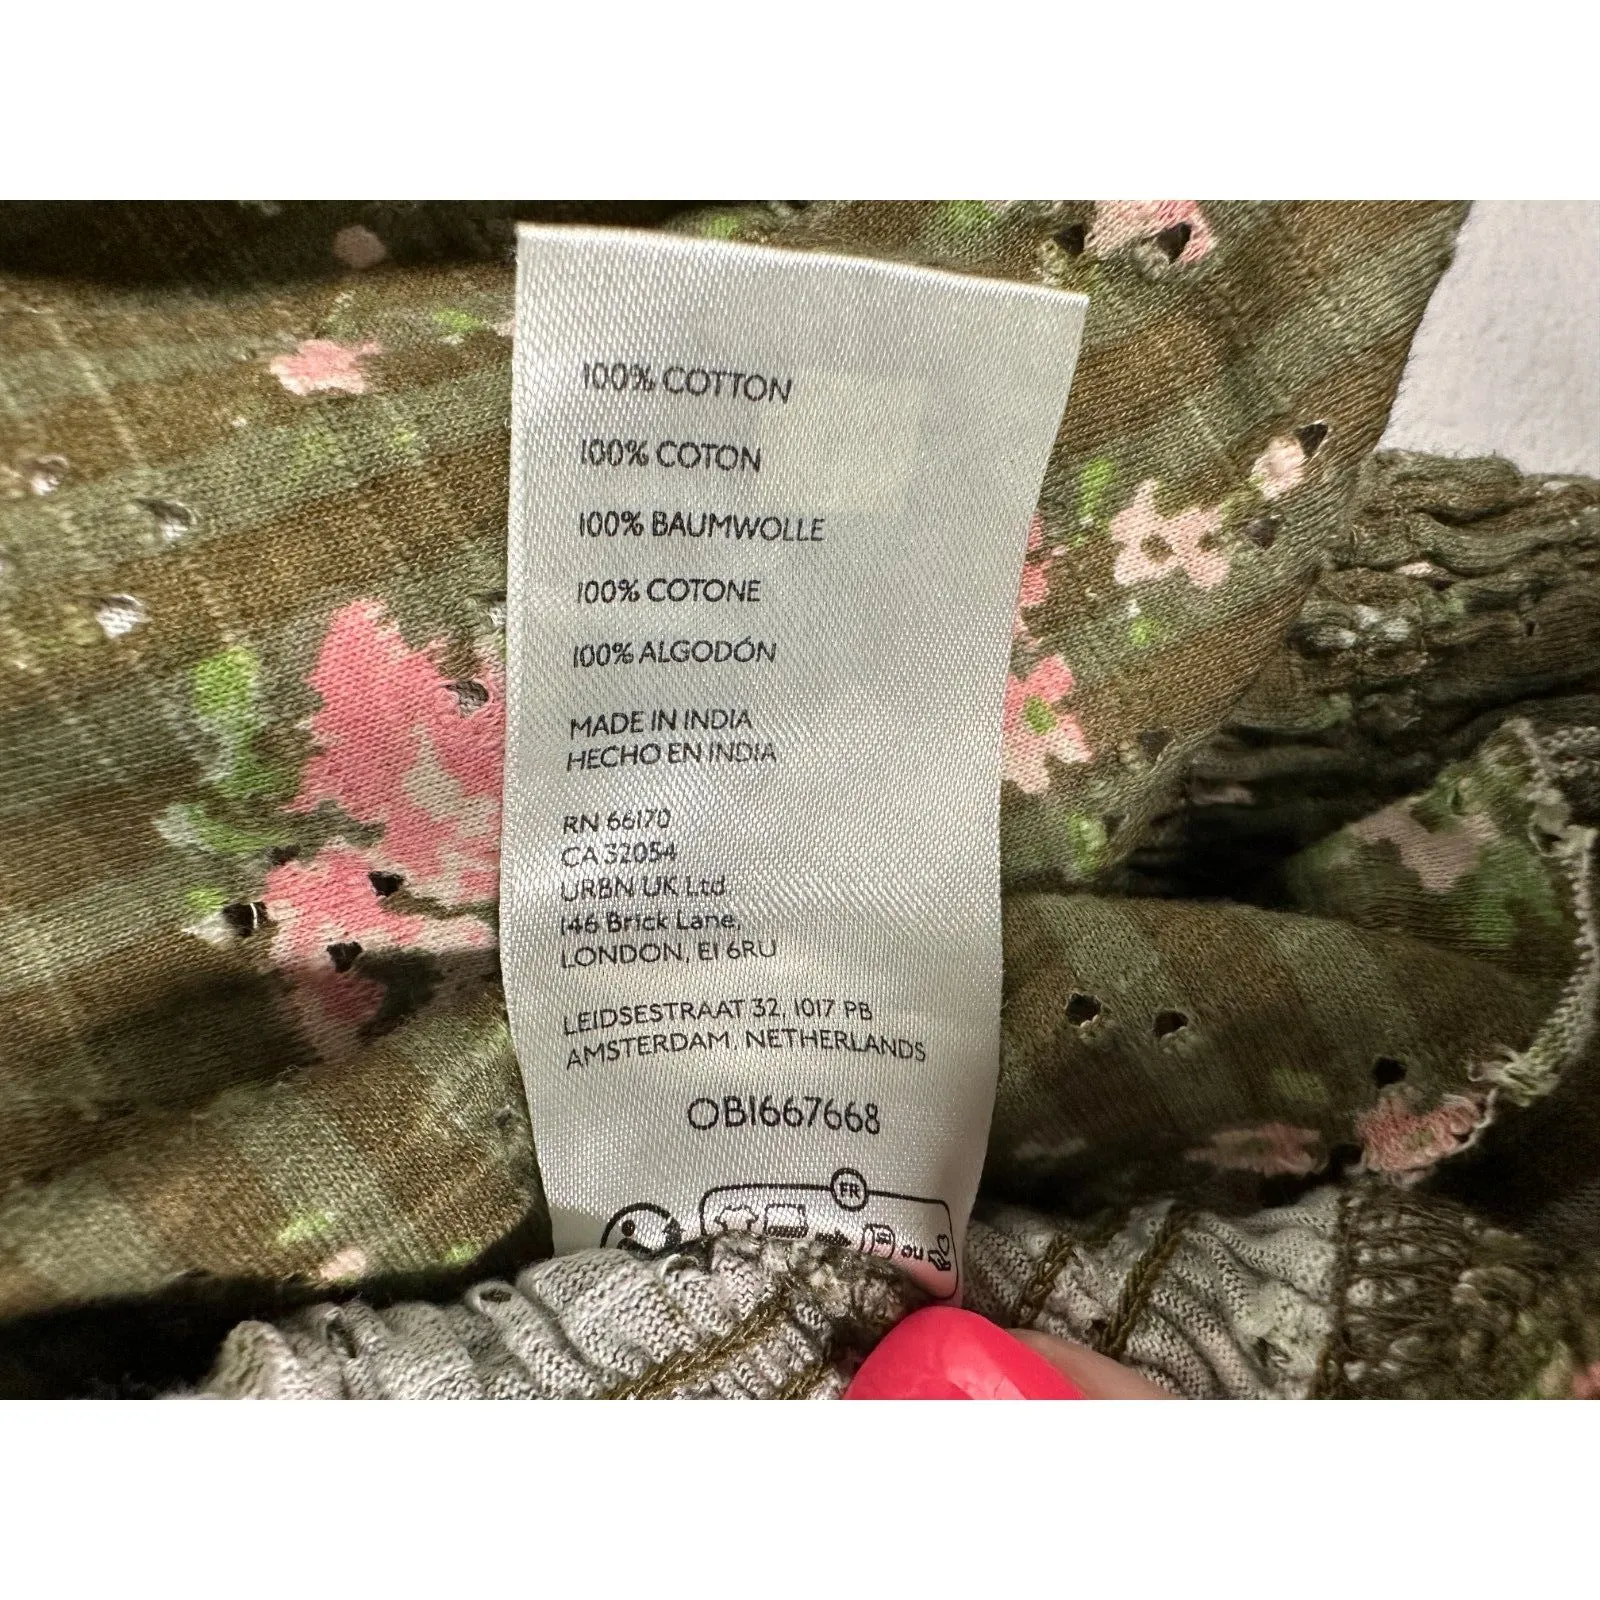 100% COTTON
100% COTON
100% BAUMWOLLE
100% COTONE
100% ALGODÓN
MADE IN INDIA
HECHO EN INDIA
RN 66170
CA 32054
URBN UK Ltd.
146 Brick Lane,
LONDON, E1 6RU
LEIDSESTRAAT 32, 1017 PB
AMSTERDAM, NETHERLANDS
OB1667668
FR
ou